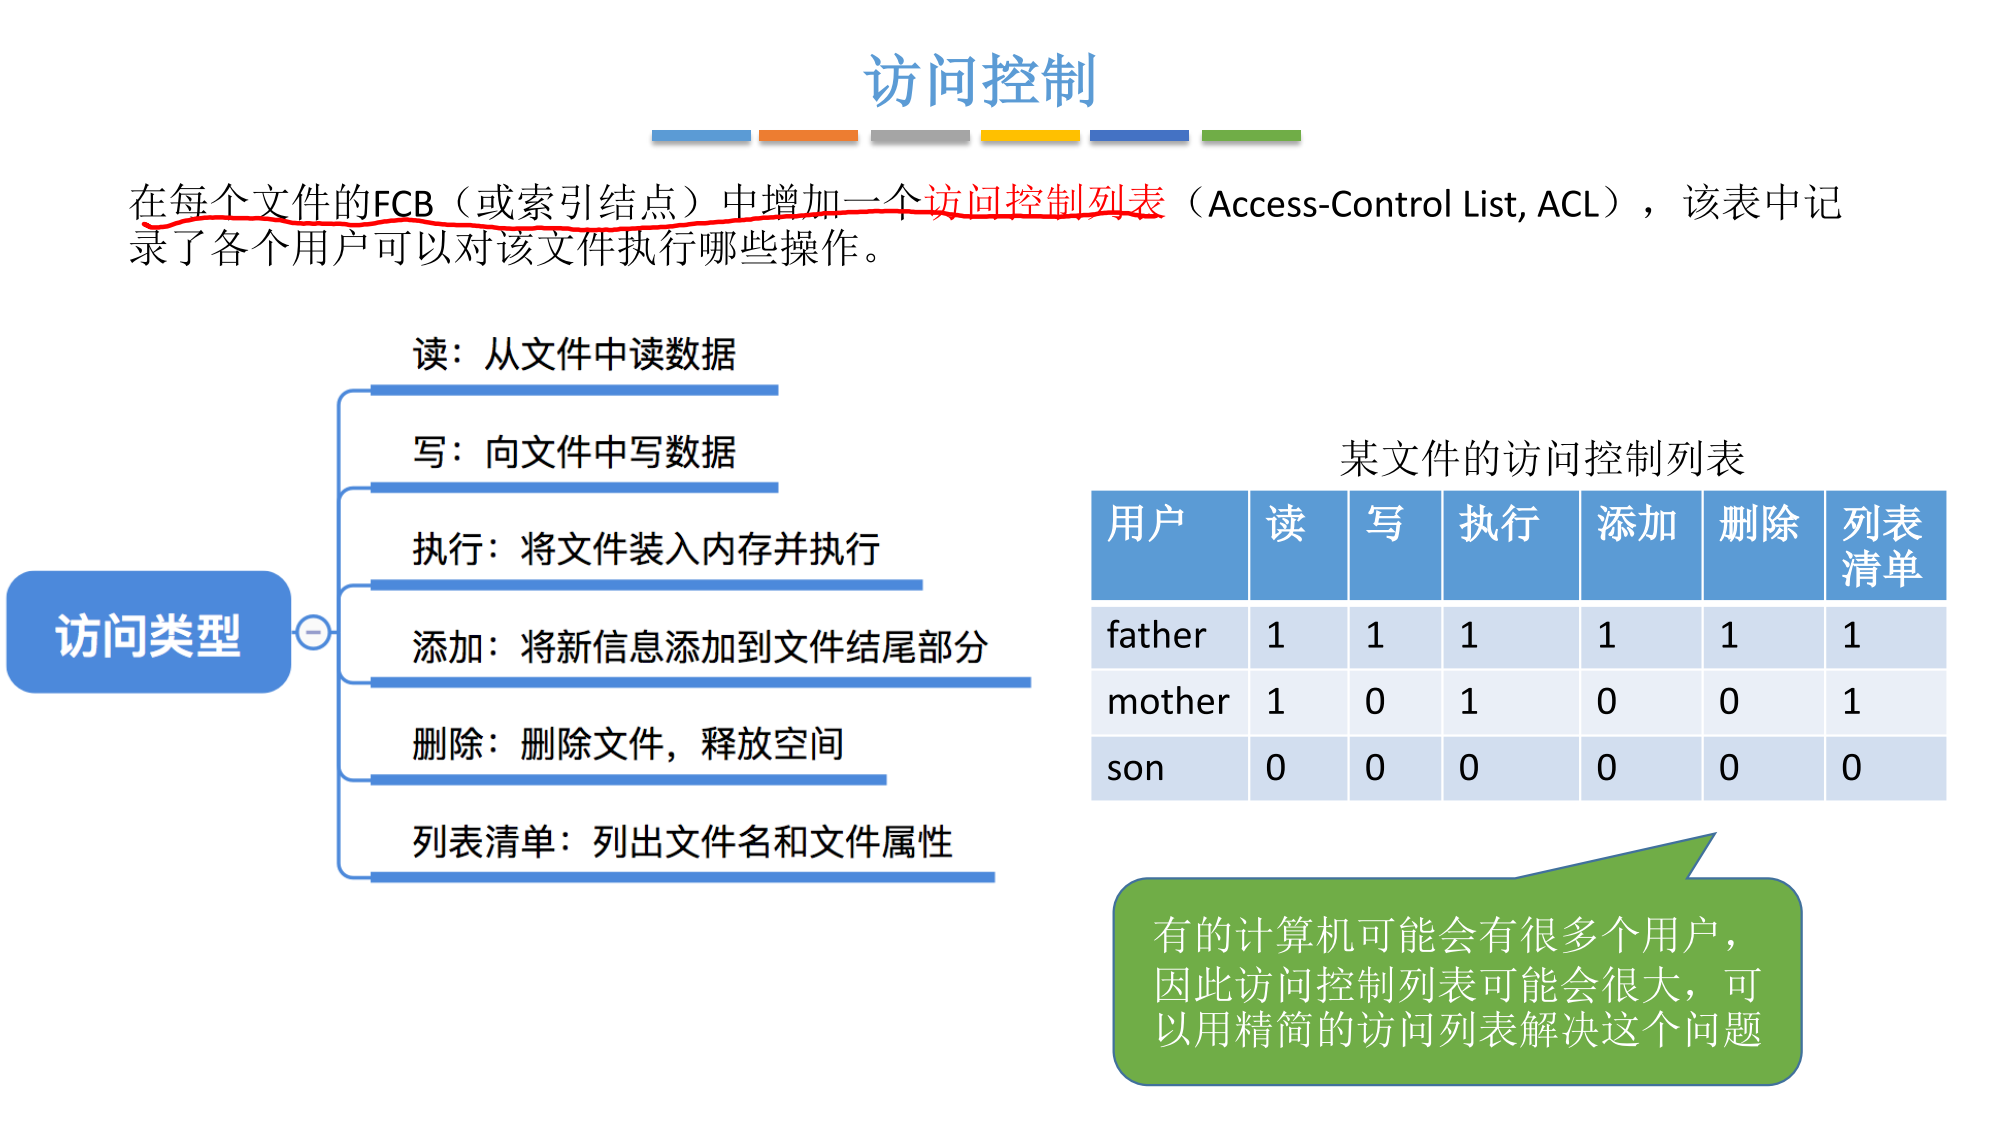 访问控制
在每个文件的FCB（或索引结点）中增加一个访问控制列表（Access-Control List, ACL），该表中记
录了各个用户可以对该文件执行哪些操作。
读：从文件中读数据
写：向文件中写数据
执行：将文件装入内存并执行
访问类型
添加：将新信息添加到文件结尾部分
删除：删除文件，释放空间
列表清单：列出文件名和文件属性
某文件的访问控制列表
用户 读 写 执行 添加 删除 列表
清单
father 1 1 1 1 1 1
mother 1 0 1 0 0 1
son 0 0 0 0 0 0
有的计算机可能会有很多个用户，
因此访问控制列表可能会很大，可
以用精简的访问列表解决这个问题